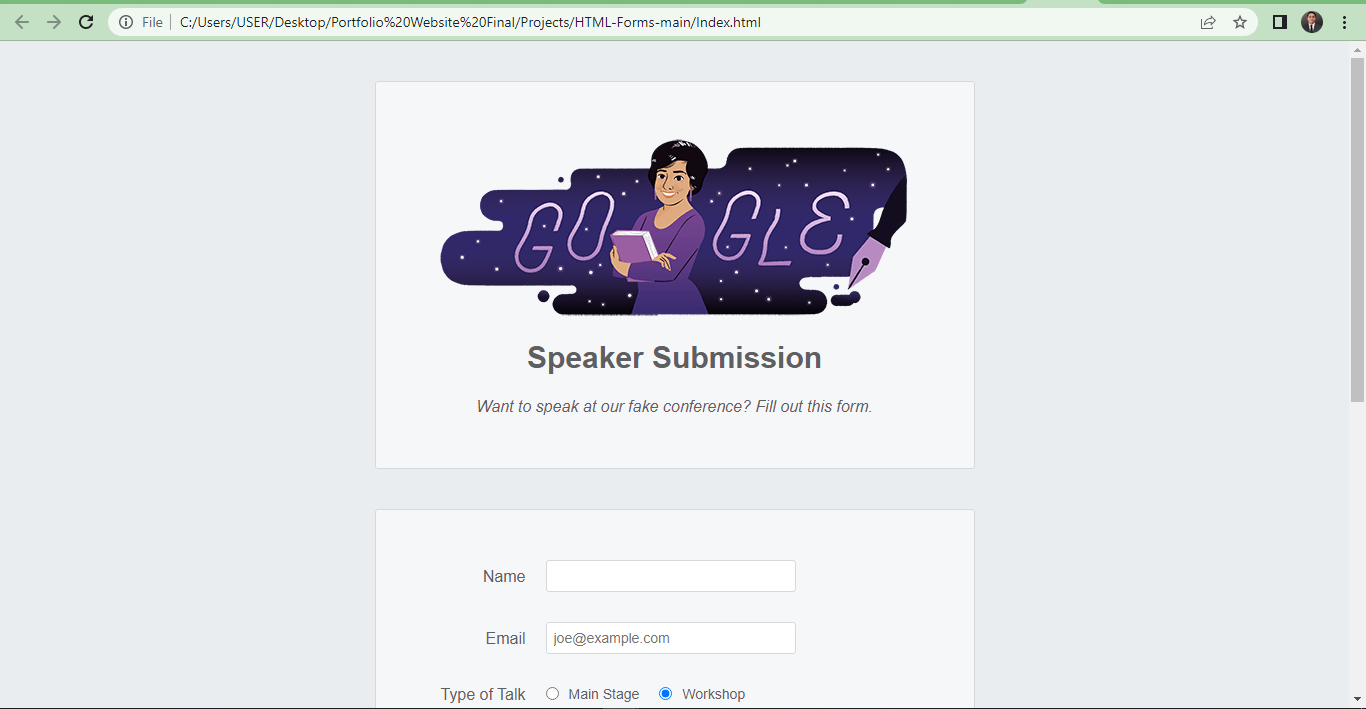 File C:/Users/USER/Desktop/Portfolio%20Website%20Final/Projects/HTML-Forms-main/Index.html
GOOGLE
Speaker Submission
Want to speak at our fake conference? Fill out this form.
Name
Email joe@example.com
Type of Talk Main Stage Workshop